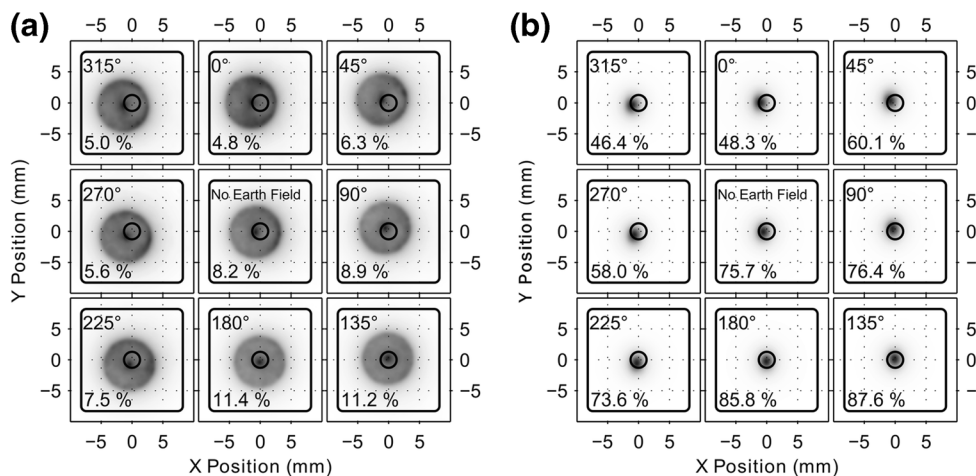 (a)
−5 0 5 −5 0 5 −5 0 5
315° 0° 45°
5 5
0 0
−5 −5
5.0 % 4.8 % 6.3 %
270° No Earth Field 90°
5 5
0 0
−5 −5
5.6 % 8.2 % 8.9 %
225° 180° 135°
5 5
0 0
−5 −5
7.5 % 11.4 % 11.2 %
−5 0 5 −5 0 5 −5 0 5
X Position (mm)
Y Position (mm)
(b)
−5 0 5 −5 0 5 −5 0 5
315° 0° 45°
5
0 0
−5 −
46.4 % 48.3 % 60.1 %
270° No Earth Field 90°
5
0 0
−5 −
58.0 % 75.7 % 76.4 %
225° 180° 135°
5
0 0
−5 −
73.6 % 85.8 % 87.6 %
−5 0 5 −5 0 5 −5 0 5
X Position (mm)
Y Position (mm)